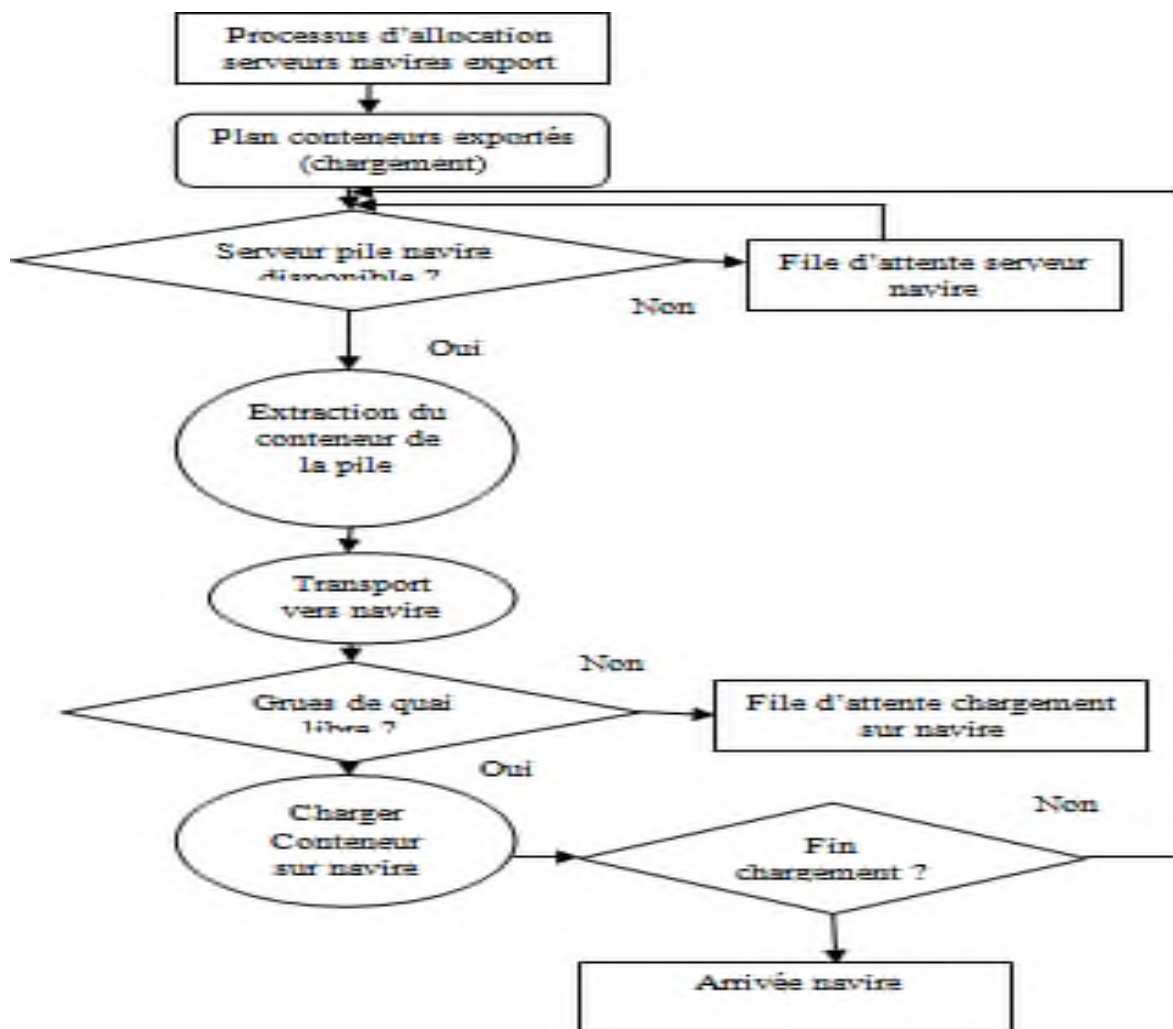 Processus d'allocation
serveurs navires export
Plan conteneurs exportés
(chargement)
Serveur pile navire
disponible ?
File d'attente serveur
navire
Non
Oui
Extraction du
conteneur de
la pile
Transport
vers navire
Non
Grues de quai
libre ?
File d'attente chargement
sur navire
Oui
Charger
Conteneur
sur navire
Non
Fin
chargement ?
Arrivée navire